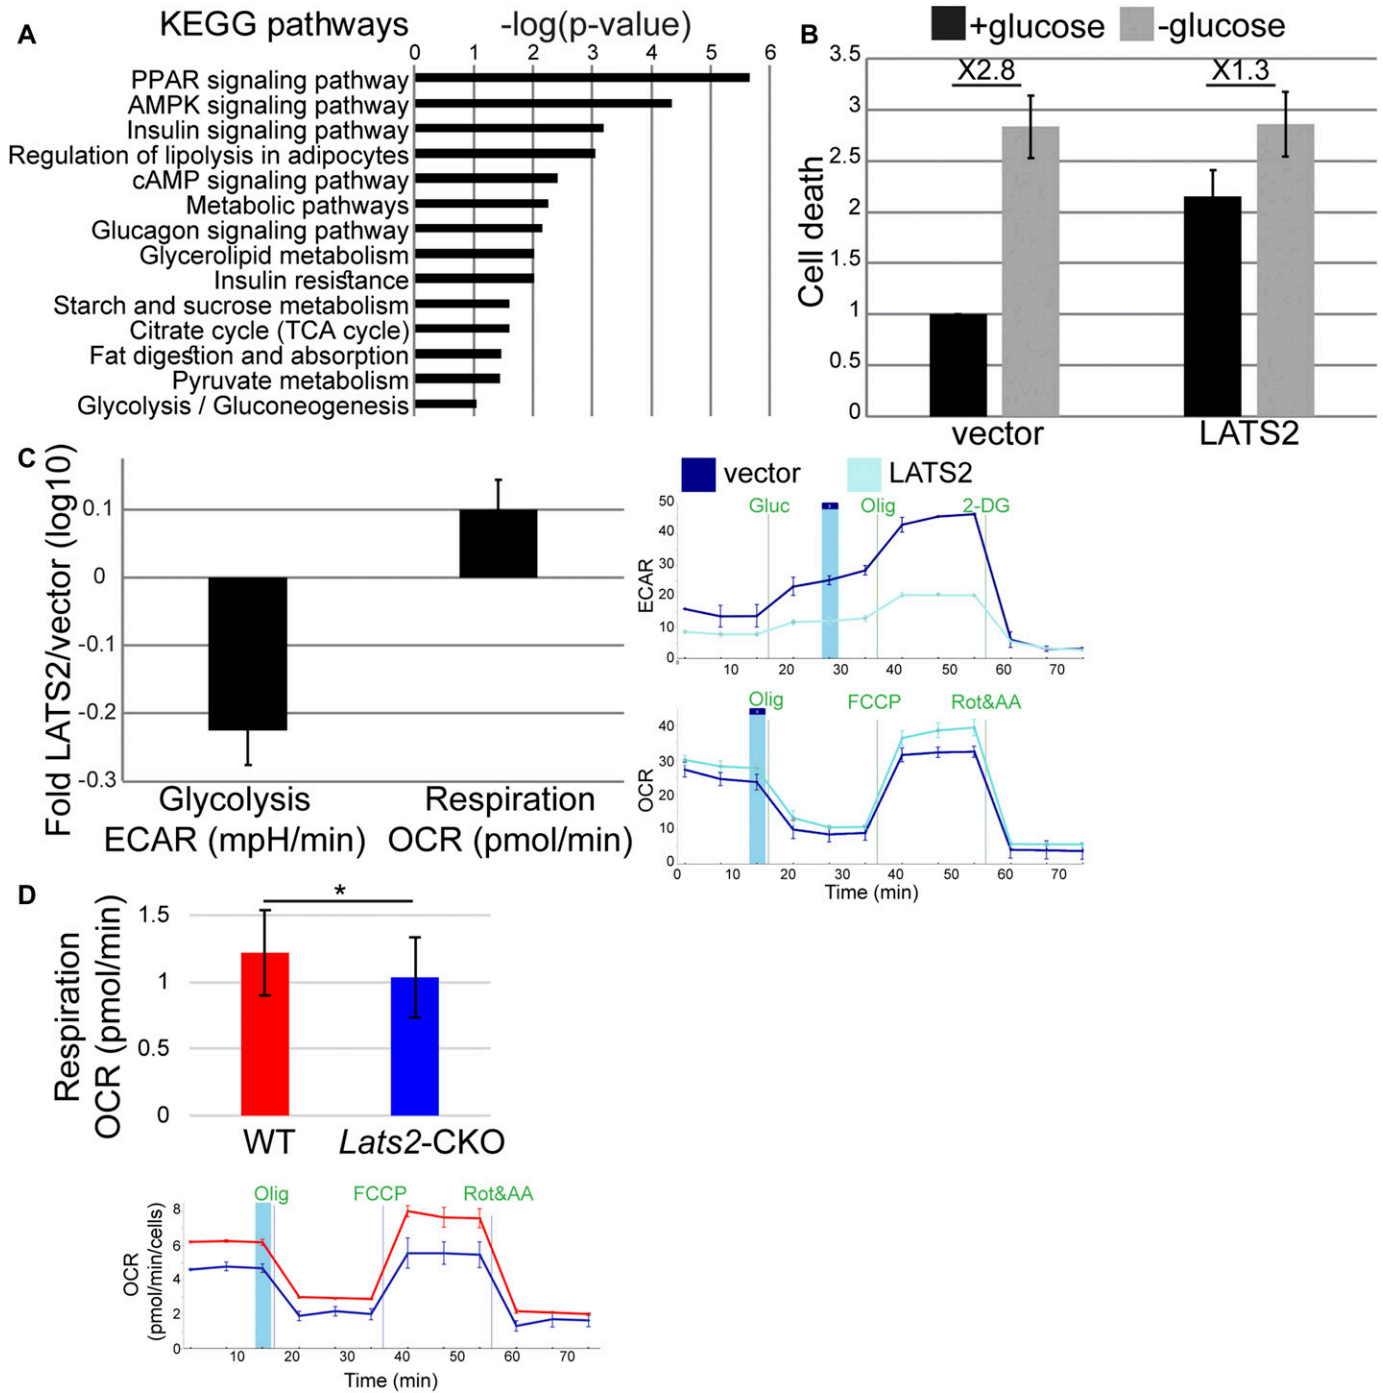 A
KEGG pathways
-log(p-value)
0 1 2 3 4 5 6
PPAR signaling pathway
AMPK signaling pathway
Insulin signaling pathway
Regulation of lipolysis in adipocytes
cAMP signaling pathway
Metabolic pathways
Glucagon signaling pathway
Glycerolipid metabolism
Insulin resistance
Starch and sucrose metabolism
Citrate cycle (TCA cycle)
Fat digestion and absorption
Pyruvate metabolism
Glycolysis / Gluconeogenesis
B
+glucose -glucose
Cell death
3.5
3
2.5
2
1.5
1
0.5
0
X2.8 X1.3
vector LATS2
C
Fold LATS2/vector (log10)
0.1
0
-0.1
-0.2
-0.3
Glycolysis Respiration
ECAR (mpH/min) OCR (pmol/min)
vector LATS2
Gluc Olig 2-DG
ECAR
50
40
30
20
10
0
0 10 20 30 40 50 60 70
Olig FCCP Rot&AA
OCR
40
30
20
10
0
0 10 20 30 40 50 60 70
Time (min)
D
Respiration
OCR (pmol/min)
*
1.5
1
0.5
0
WT Lats2-CKO
Olig FCCP Rot&AA
OCR
(pmol/min/cells)
8
6
4
2
0
10 20 30 40 50 60 70
Time (min)